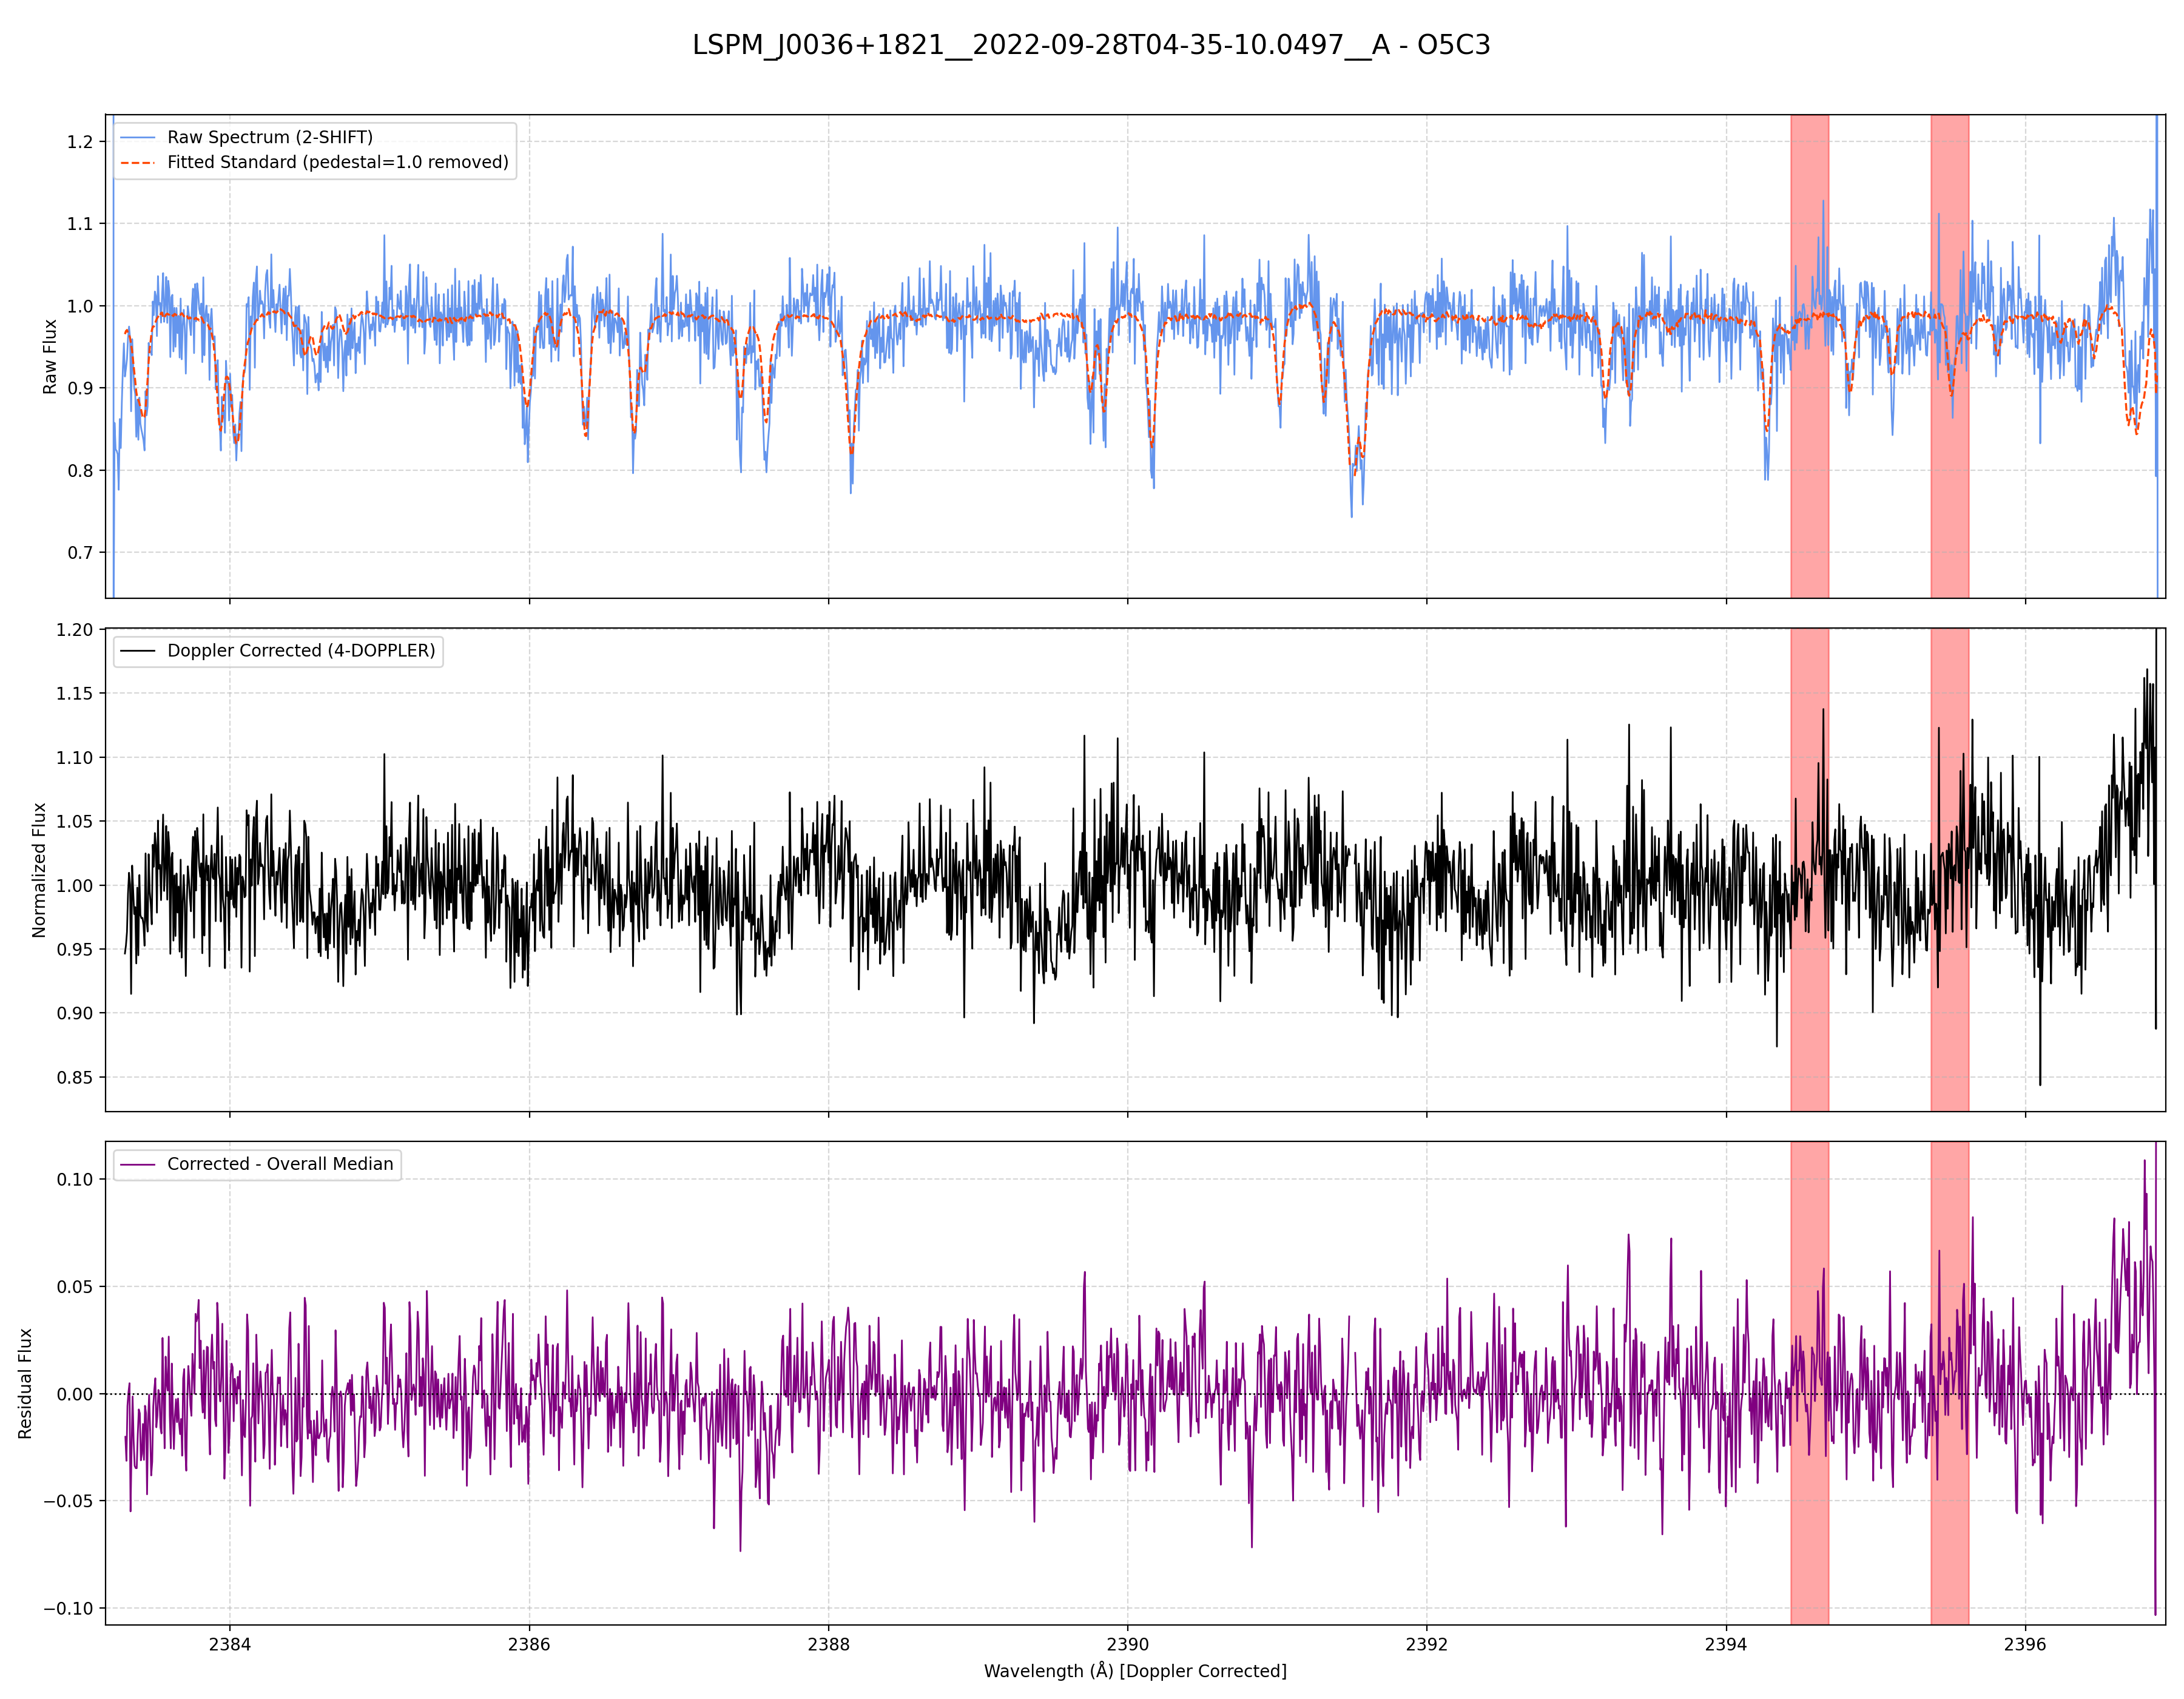 LSPM_J0036+1821__2022-09-28T04-35-10.0497__A - O5C3
Raw Spectrum (2-SHIFT)
Fitted Standard (pedestal=1.0 removed)
Raw Flux
1.2
1.1
1.0
0.9
0.8
0.7
Doppler Corrected (4-DOPPLER)
Normalized Flux
1.20
1.15
1.10
1.05
1.00
0.95
0.90
0.85
Corrected - Overall Median
Residual Flux
0.10
0.05
0.00
−0.05
−0.10
2384 2386 2388 2390 2392 2394 2396
Wavelength (Å) [Doppler Corrected]